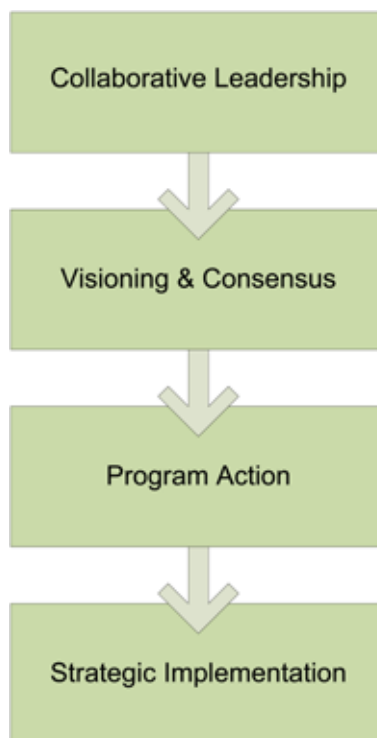 Collaborative Leadership
Visioning & Consensus
Program Action
Strategic Implementation